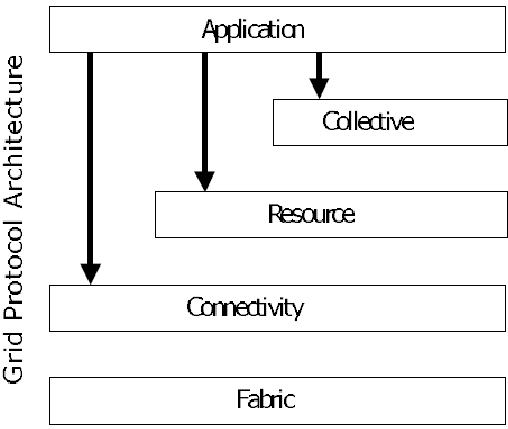 Application
Collective
Resource
Connectivity
Fabric
Grid Protocol Architecture